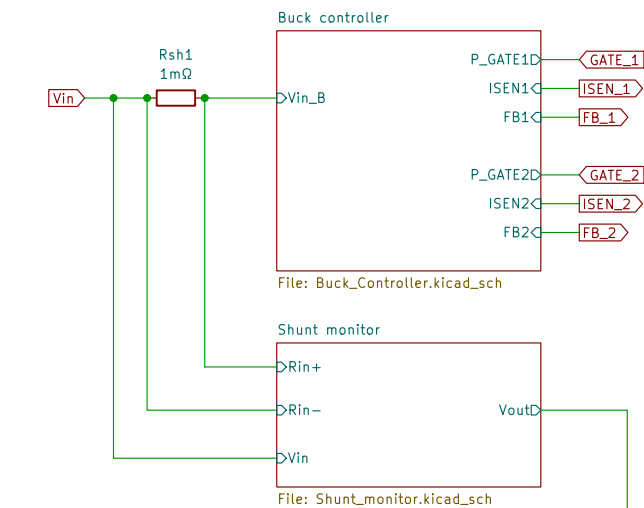 Buck controller
Rsh1
1mΩ
Vin
Vin_B
P_GATE1
GATE_1
ISEN1
ISEN_1
FB1
FB_1
P_GATE2
GATE_2
ISEN2
ISEN_2
FB2
FB_2
File: Buck_Controller.kicad_sch
Shunt monitor
Rin+
Rin-
Vout
Vin
File: Shunt_monitor.kicad_sch